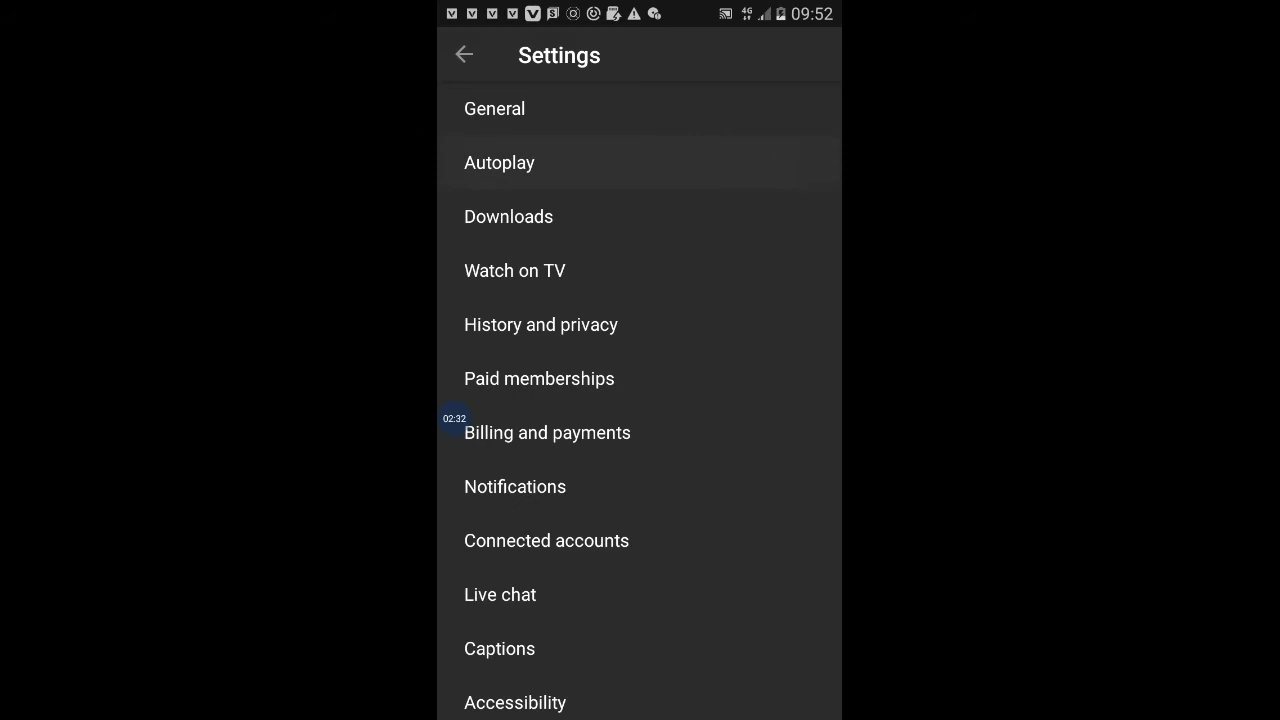 4G 09:52
Settings
General
Autoplay
Downloads
Watch on TV
History and privacy
Paid memberships
02:32
Billing and payments
Notifications
Connected accounts
Live chat
Captions
Accessibility